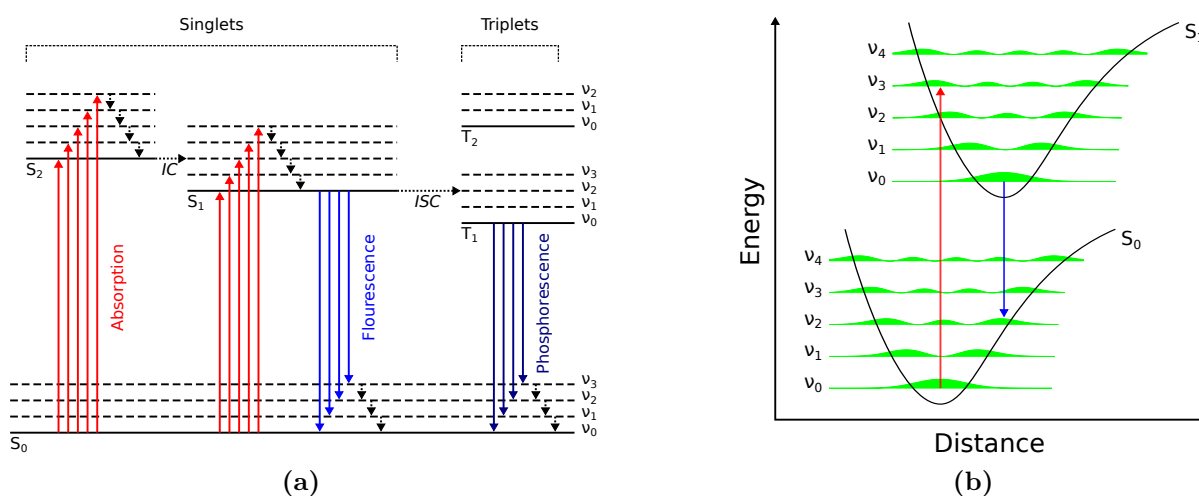 Singlets
Triplets
ν2
ν1
ν0
T2
S2
IC
ν3
ν2
ν1
ν0
S1
ISC
T1
Absorption
Flourescence
Phosphorescence
ν3
ν2
ν1
ν0
S0
(a)
Energy
S1
ν4
ν3
ν2
ν1
ν0
S0
ν4
ν3
ν2
ν1
ν0
Distance
(b)